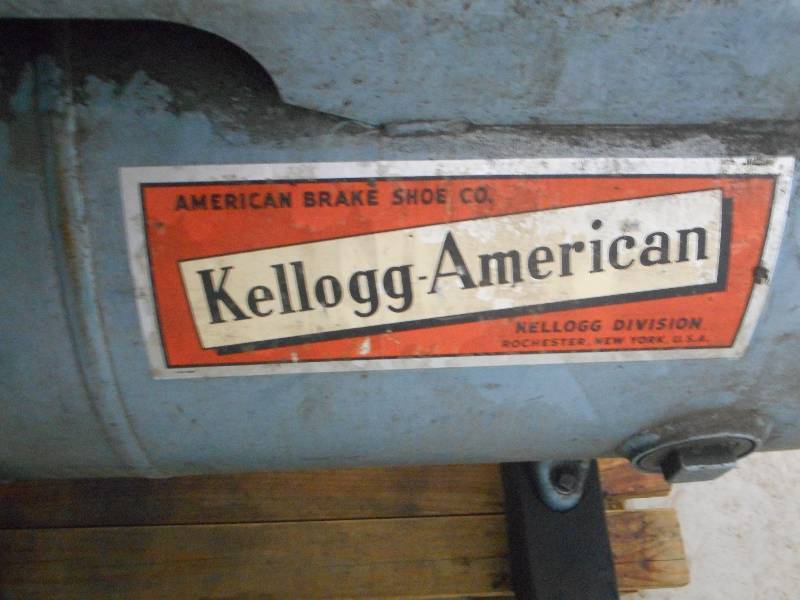 AMERICAN BRAKE SHOE CO.
Kellogg-American
KELLOGG DIVISION
ROCHESTER, NEW YORK, U.S.A.